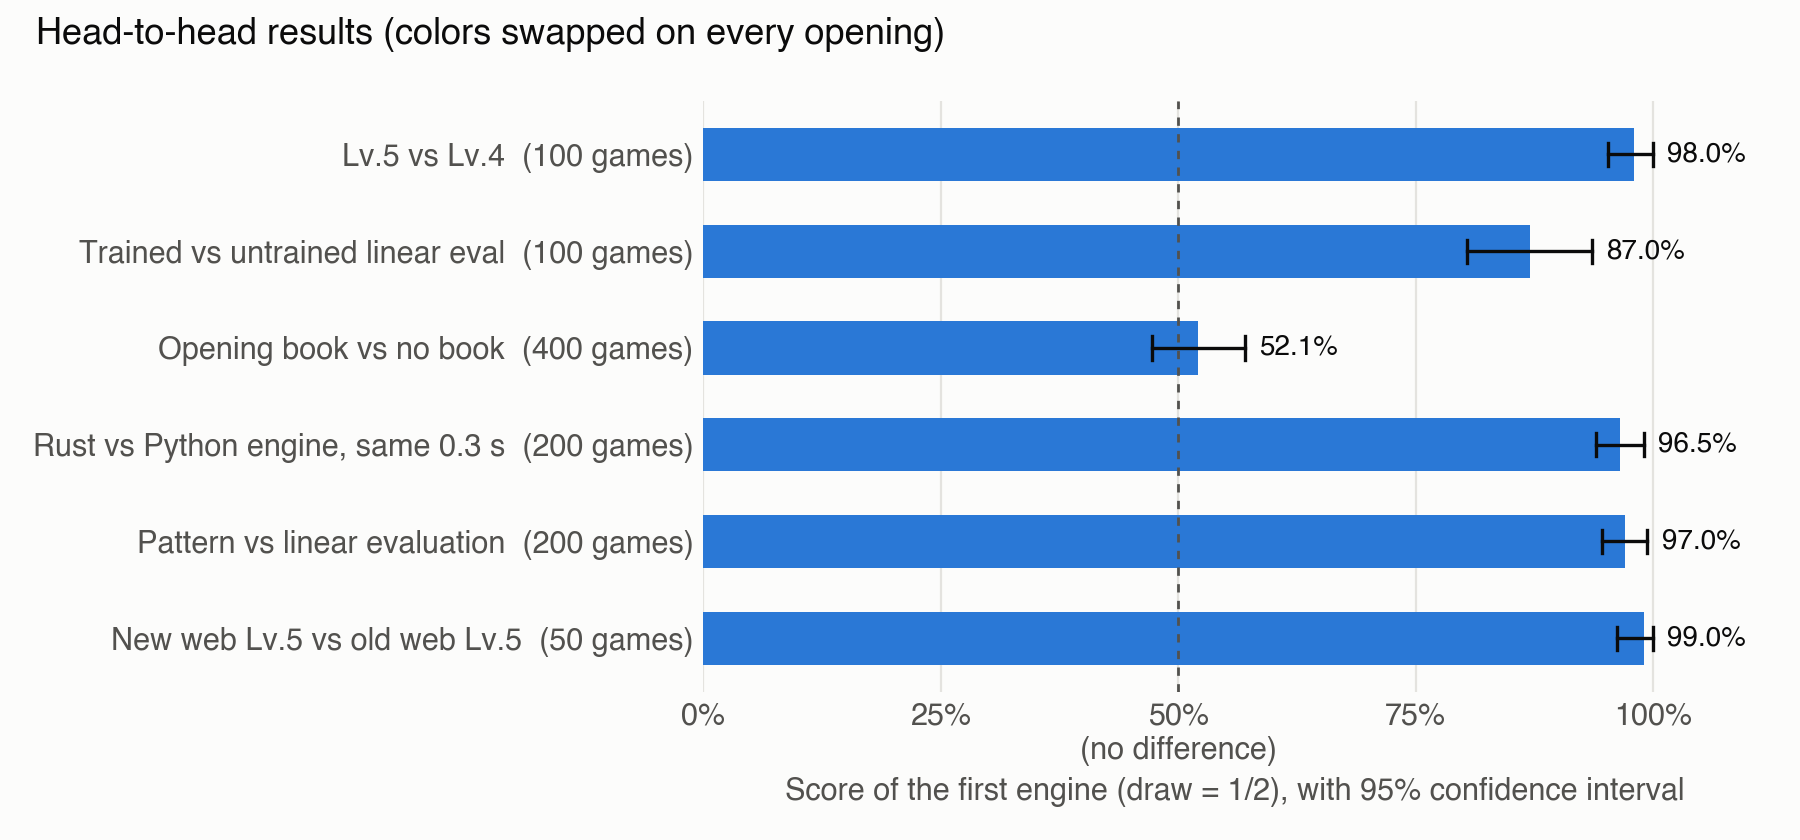 Head-to-head results (colors swapped on every opening)
Lv.5 vs Lv.4 (100 games) 98.0%
Trained vs untrained linear eval (100 games) 87.0%
Opening book vs no book (400 games) 52.1%
Rust vs Python engine, same 0.3 s (200 games) 96.5%
Pattern vs linear evaluation (200 games) 97.0%
New web Lv.5 vs old web Lv.5 (50 games) 99.0%
0% 25% 50% 75% 100%
(no difference)
Score of the first engine (draw = 1/2), with 95% confidence interval